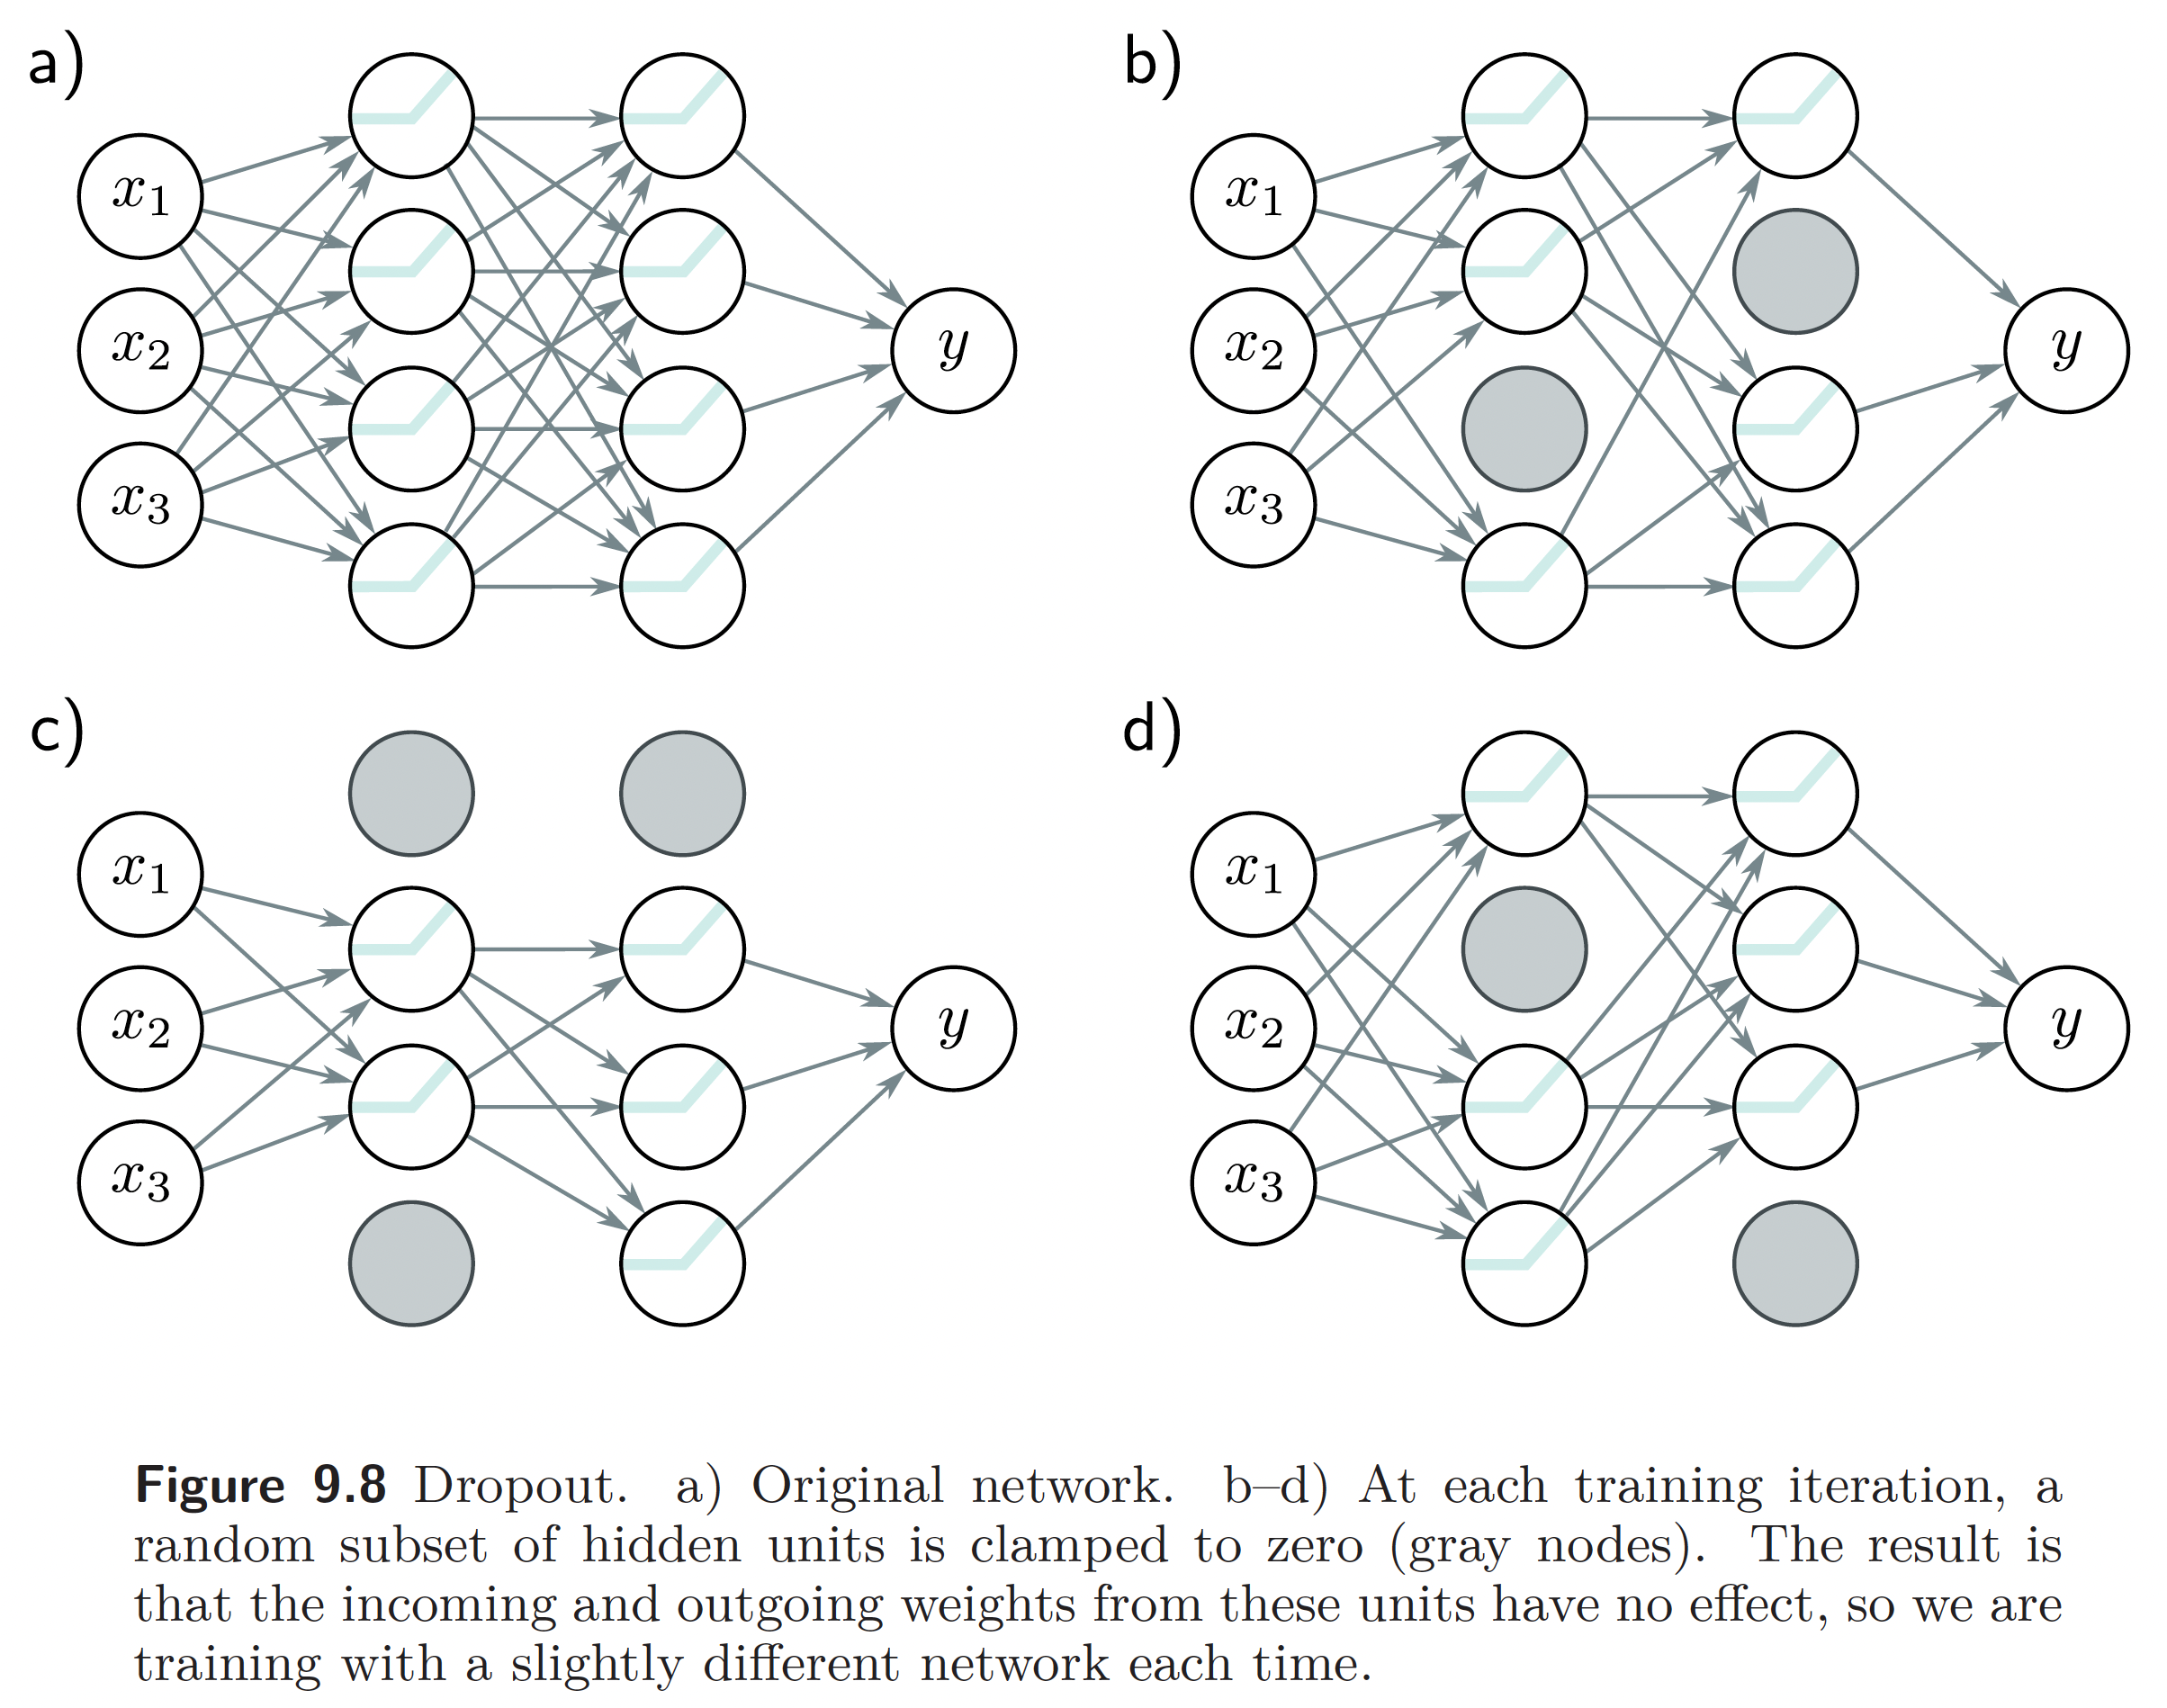 a)
x1
x2
x3
y
b)
x1
x2
x3
y
c)
x1
x2
x3
y
d)
x1
x2
x3
y
Figure 9.8 Dropout. a) Original network. b–d) At each training iteration, a
random subset of hidden units is clamped to zero (gray nodes). The result is
that the incoming and outgoing weights from these units have no effect, so we are
training with a slightly different network each time.